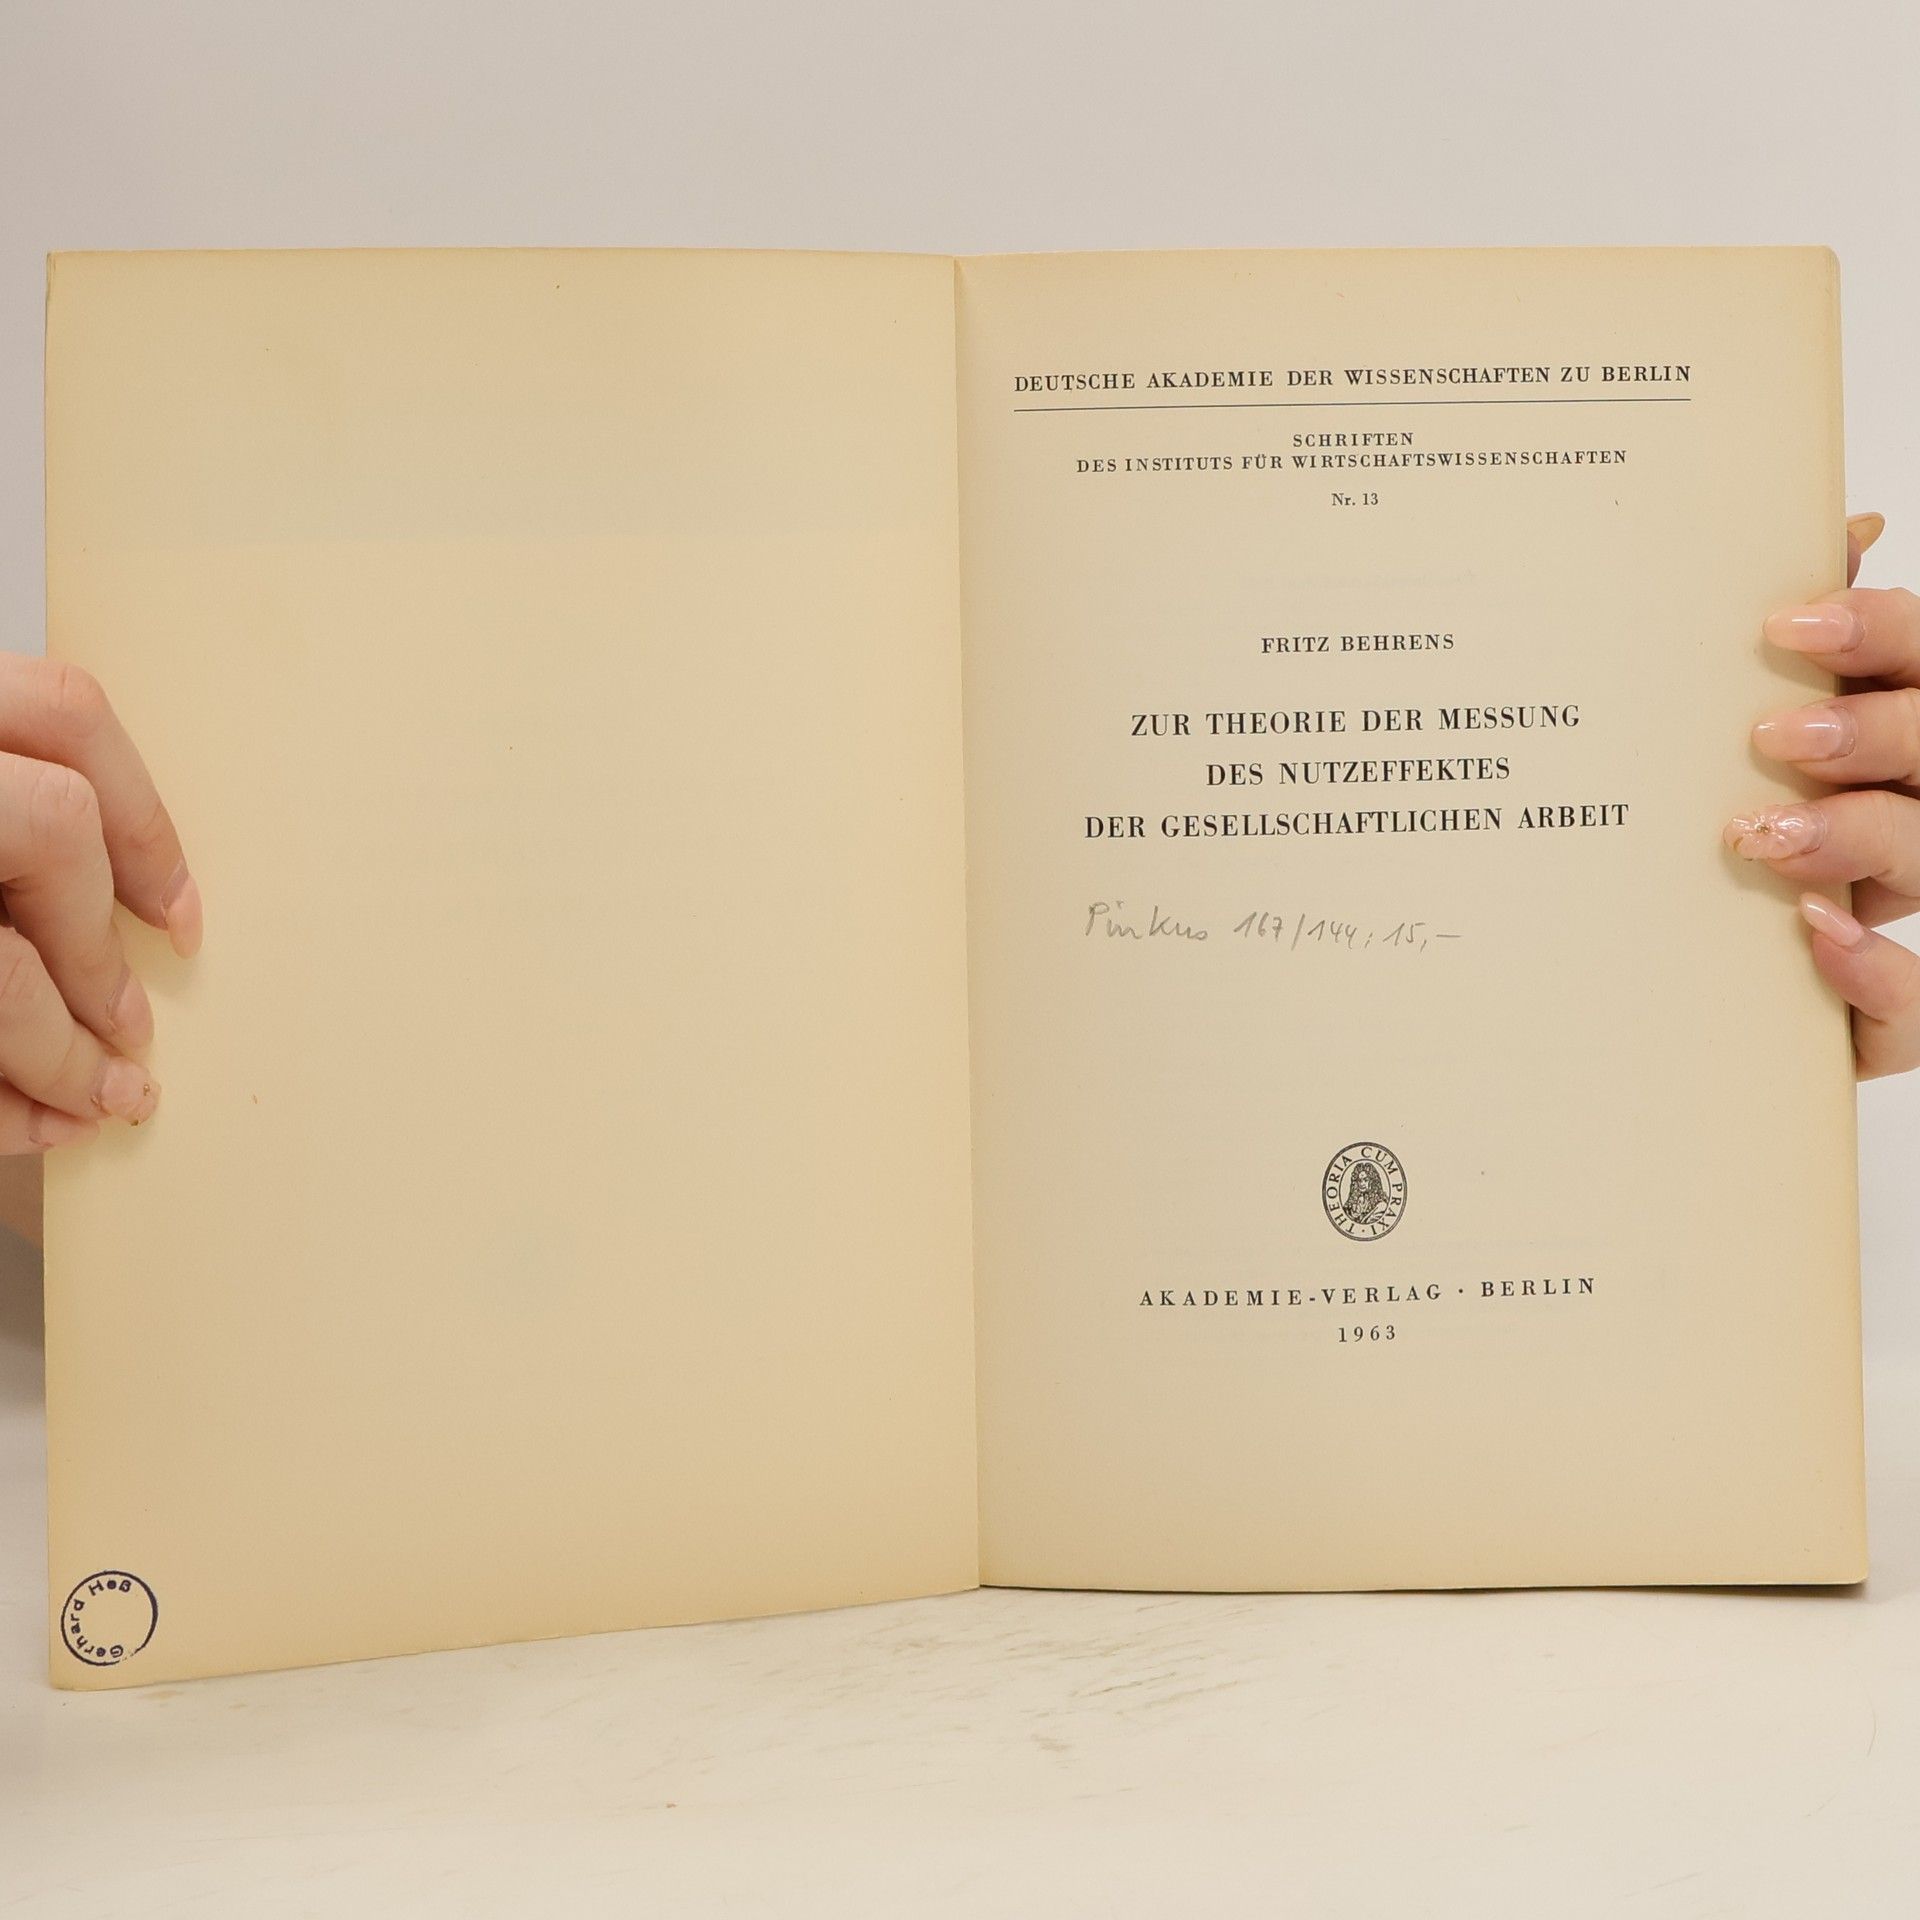 Gerhard Heß
DEUTSCHE AKADEMIE DER WISSENSCHAFTEN ZU BERLIN
SCHRIFTEN
DES INSTITUTS FÜR WIRTSCHAFTSWISSENSCHAFTEN
Nr. 13
FRITZ BEHRENS
ZUR THEORIE DER MESSUNG
DES NUTZEFFEKTES
DER GESELLSCHAFTLICHEN ARBEIT
Pinkus 167/144; 15,—
THEORIA CUM PRAXI ·
AKADEMIE-VERLAG · BERLIN
1963